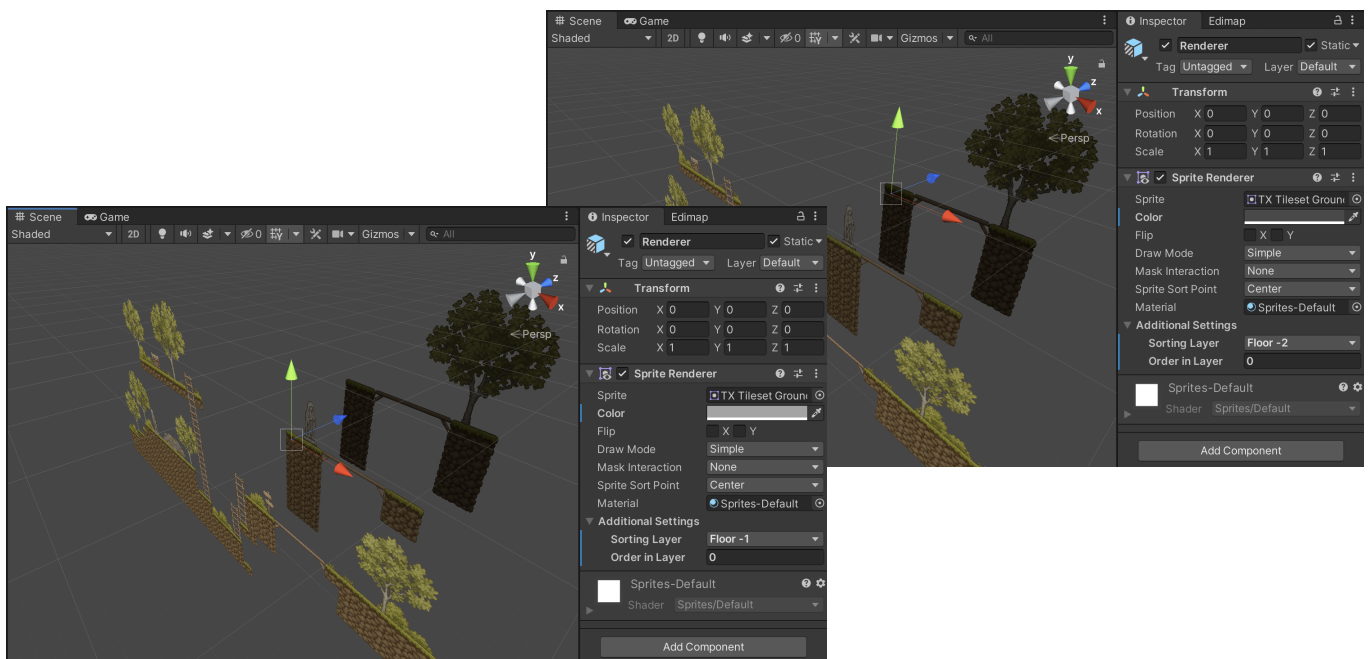 Scene Game
Shaded 2D 0 Gizmos All
y
z
x
Persp
Inspector Edimap
Renderer Static
Tag Untagged Layer Default
Transform
Position X 0 Y 0 Z 0
Rotation X 0 Y 0 Z 0
Scale X 1 Y 1 Z 1
Sprite Renderer
Sprite TX Tileset Groun
Color
Flip X Y
Draw Mode Simple
Mask Interaction None
Sprite Sort Point Center
Material Sprites-Default
Additional Settings
Sorting Layer Floor -2
Order in Layer 0
Sprites-Default
Shader Sprites/Default
Add Component
Scene Game
Shaded 2D 0 Gizmos All
y
z
x
Persp
Inspector Edimap
Renderer Static
Tag Untagged Layer Default
Transform
Position X 0 Y 0 Z 0
Rotation X 0 Y 0 Z 0
Scale X 1 Y 1 Z 1
Sprite Renderer
Sprite TX Tileset Groun
Color
Flip X Y
Draw Mode Simple
Mask Interaction None
Sprite Sort Point Center
Material Sprites-Default
Additional Settings
Sorting Layer Floor -1
Order in Layer 0
Sprites-Default
Shader Sprites/Default
Add Component